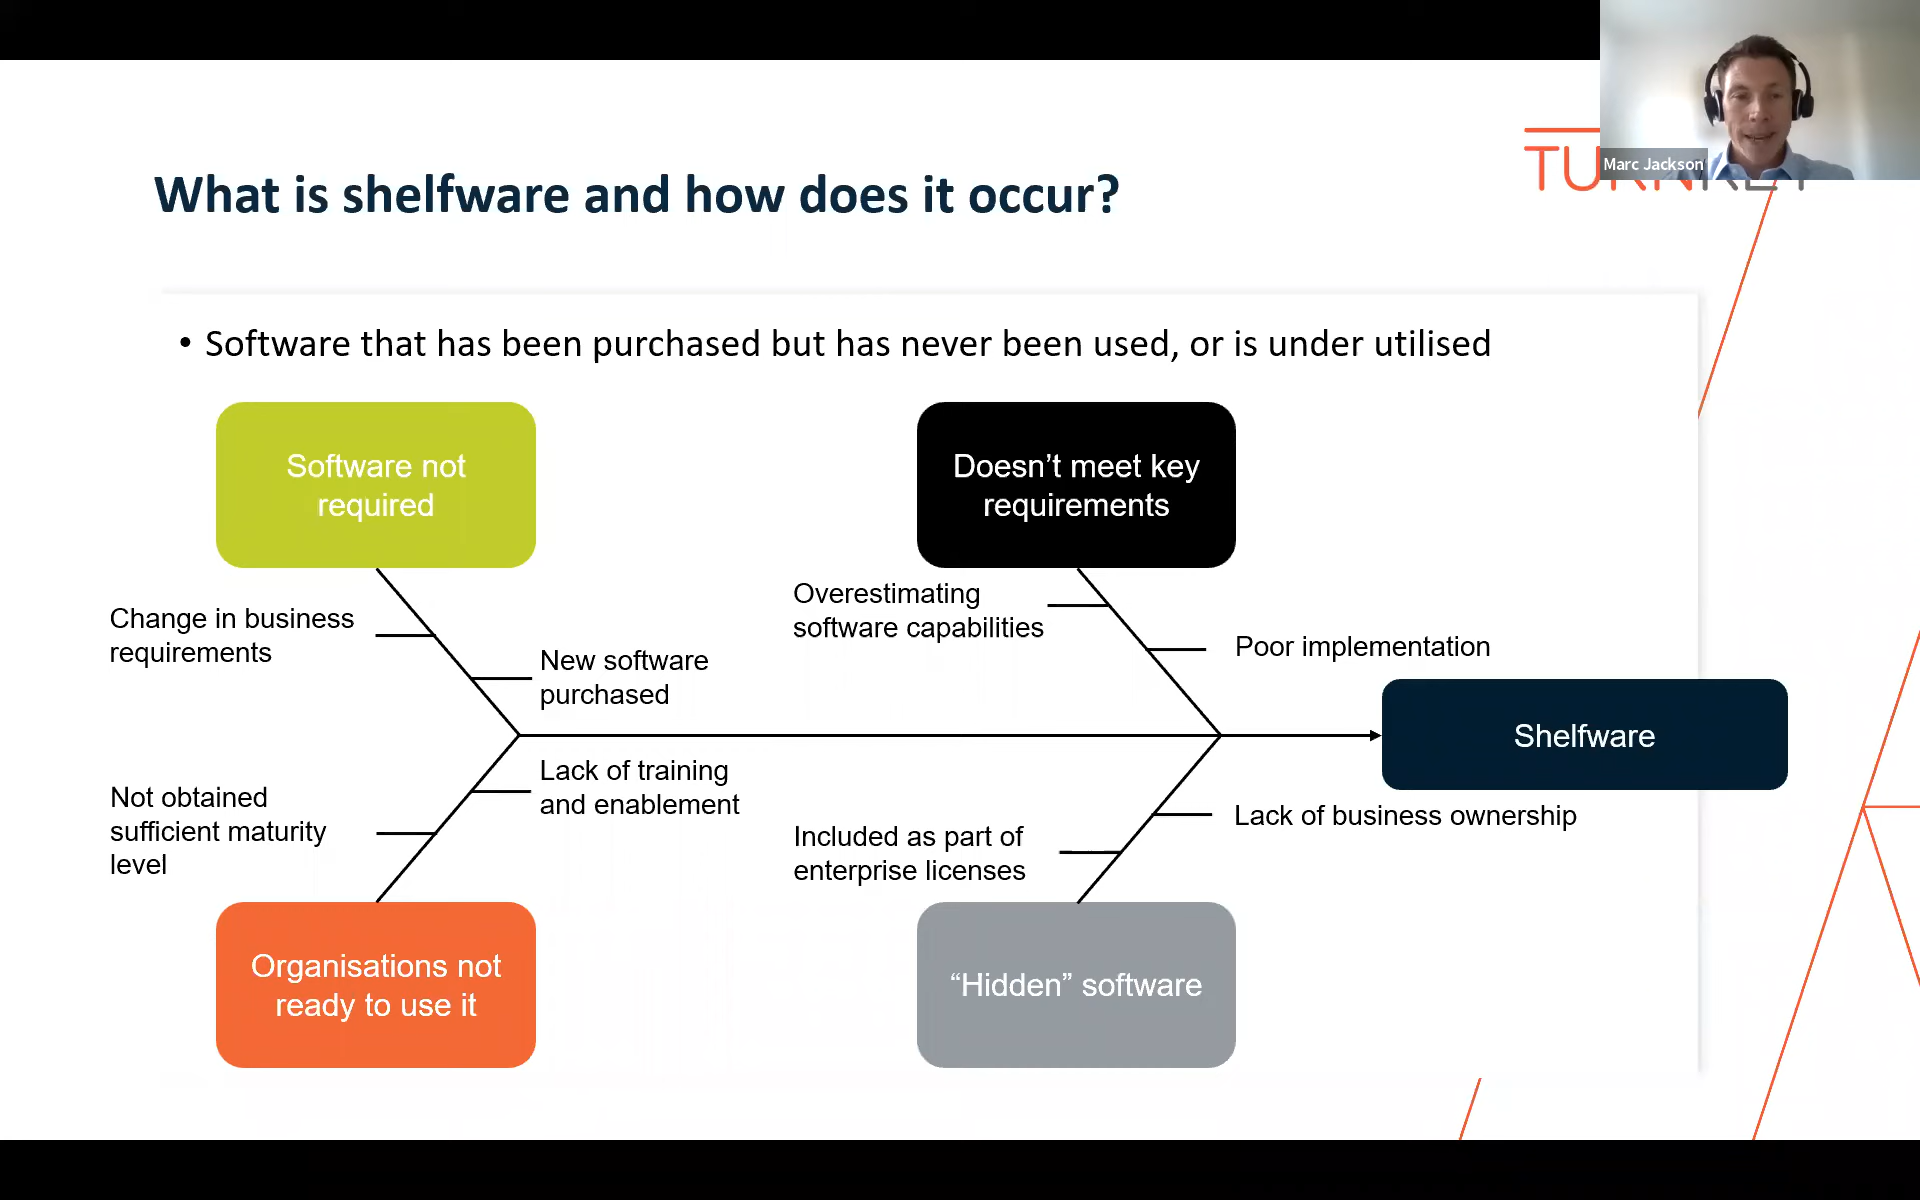 Marc Jackson
What is shelfware and how does it occur?
• Software that has been purchased but has never been used, or is under utilised
Software not
required
Doesn’t meet key
requirements
Change in business
requirements
New software
purchased
Overestimating
software capabilities
Poor implementation
Shelfware
Not obtained
sufficient maturity
level
Lack of training
and enablement
Included as part of
enterprise licenses
Lack of business ownership
Organisations not
ready to use it
“Hidden” software